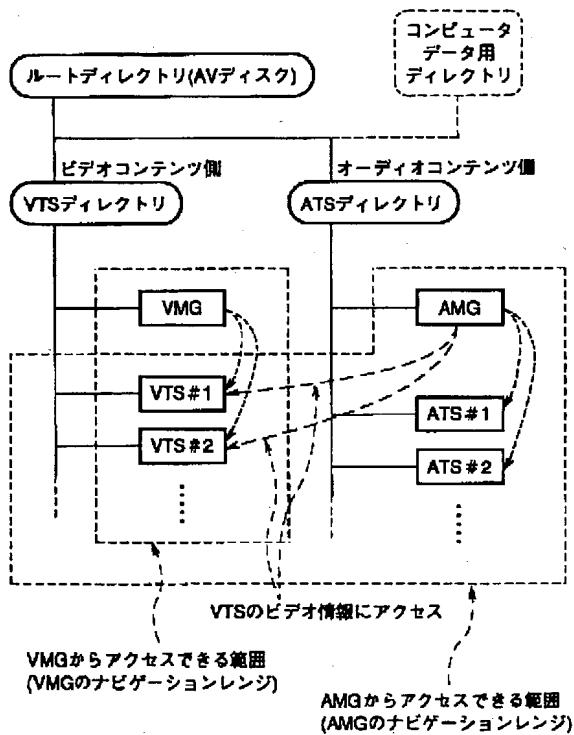 コンピュータ
データ用
ディレクトリ
ルートディレクトリ(AVディスク)
ビデオコンテンツ側
オーディオコンテンツ側
VTSディレクトリ
ATSディレクトリ
VMG
AMG
VTS#1
ATS#1
VTS#2
ATS#2
VTSのビデオ情報にアクセス
VMGからアクセスできる範囲
(VMGのナビゲーションレンジ)
AMGからアクセスできる範囲
(AMGのナビゲーションレンジ)